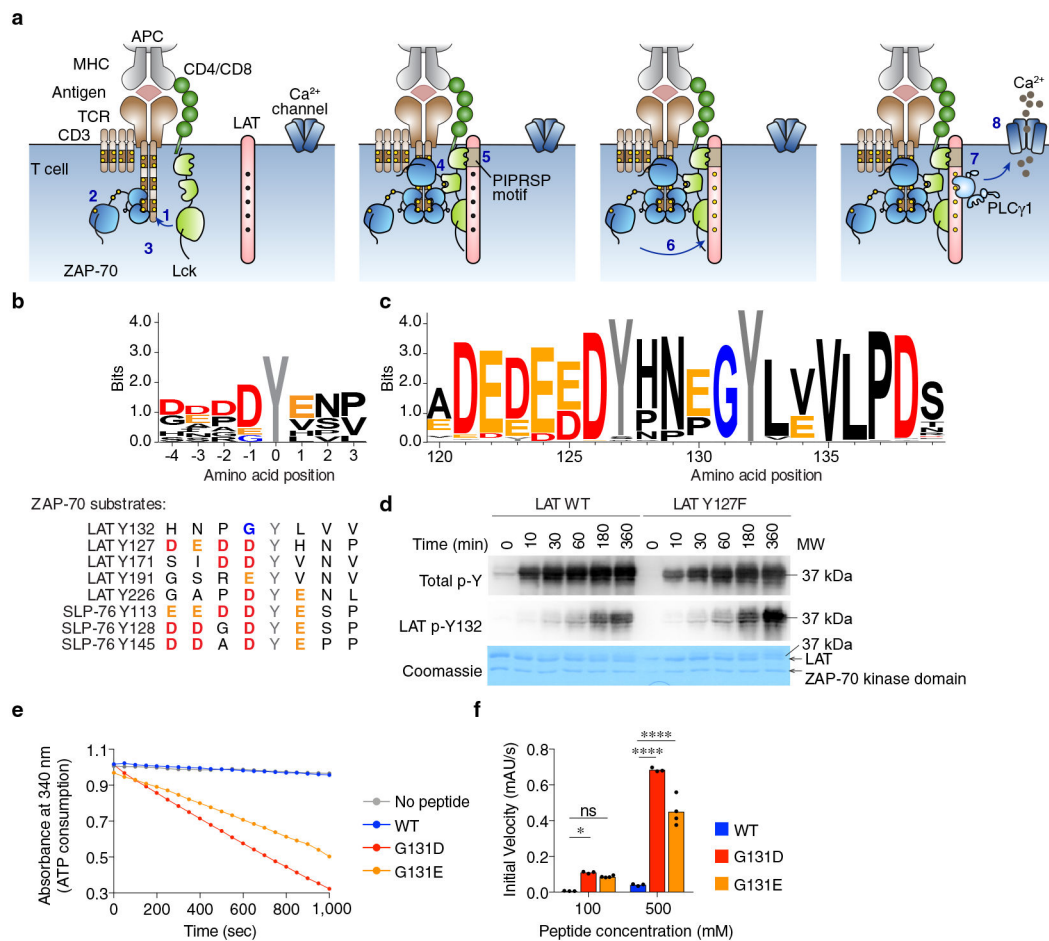 a
APC
MHC
CD4/CD8
Antigen
Ca²⁺ channel
TCR
LAT
CD3
T cell
2
1
3
ZAP-70
Lck
4
5
PIPRSP motif
6
Ca²⁺
8
7
PLCγ1
b
4.0
3.0
2.0
1.0
0.0
Bits
-4 -3 -2 -1 0 1 2 3
Amino acid position
ZAP-70 substrates:
LAT Y132 H N P G Y L V V
LAT Y127 D E D D Y H N P
LAT Y171 S I D D Y V N V
LAT Y191 G S R E Y V N V
LAT Y226 G A P D Y E N L
SLP-76 Y113 E E D D Y E S P
SLP-76 Y128 D D G D Y E S P
SLP-76 Y145 D D A D Y E P P
c
4.0
3.0
2.0
1.0
0.0
Bits
A D E D E E D Y H N E G Y L V V L P D S
120 125 130 135
Amino acid position
d
LAT WT LAT Y127F
Time (min) 0 10 30 60 180 360 0 10 30 60 180 360 MW
Total p-Y 37 kDa
LAT p-Y132 37 kDa
37 kDa
Coomassie LAT
ZAP-70 kinase domain
e
1.1
0.9
0.7
0.5
0.3
Absorbance at 340 nm
(ATP consumption)
0 200 400 600 800 1,000
Time (sec)
No peptide
WT
G131D
G131E
f
0.8
0.6
0.4
0.2
0.0
Initial Velocity (mAU/s)
ns
*
****
****
100 500
Peptide concentration (mM)
WT
G131D
G131E